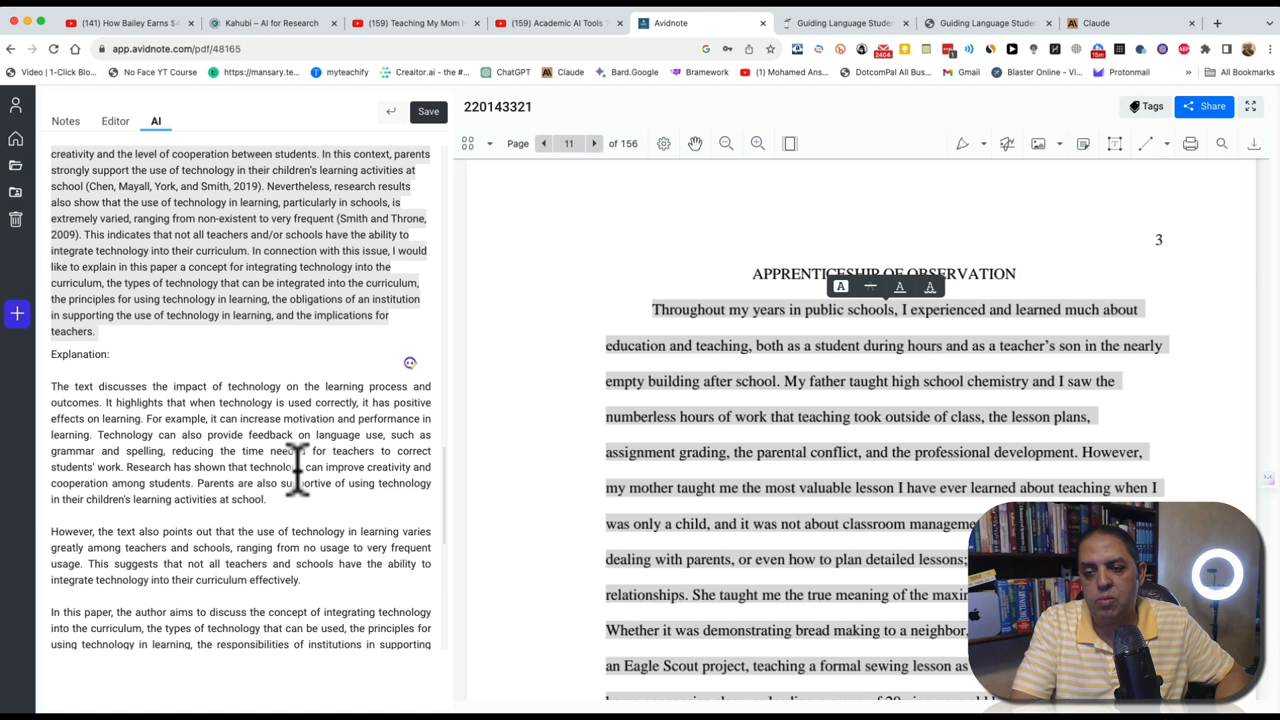 (141) How Bailey Earns $4
Kahubi – AI for Research
(159) Teaching My Mom
(159) Academic AI Tools
Avidnote
Guiding Language Stude
Guiding Language Stude
Claude
app.avidnote.com/pdf/48165
2404
15m
Video | 1-Click Blo...
No Face YT Course
https://mansary.te...
myteachify
Creator.ai - the #...
ChatGPT
Claude
Bard.Google
Bramework
(1) Mohamed Ans...
DotcomPal All Bus...
Gmail
Blaster Online - Vi...
Protonmail
All Bookmarks
Notes
Editor
AI
Save
220143321
Tags
Share
Page
11
of 156
creativity and the level of cooperation between students. In this context, parents
strongly support the use of technology in their children's learning activities at
school (Chen, Mayall, York, and Smith, 2019). Nevertheless, research results
also show that the use of technology in learning, particularly in schools, is
extremely varied, ranging from non-existent to very frequent (Smith and Throne,
2009). This indicates that not all teachers and/or schools have the ability to
integrate technology into their curriculum. In connection with this issue, I would
like to explain in this paper a concept for integrating technology into the
curriculum, the types of technology that can be integrated into the curriculum,
the principles for using technology in learning, the obligations of an institution
in supporting the use of technology in learning, and the implications for
teachers.
Explanation:
The text discusses the impact of technology on the learning process and
outcomes. It highlights that when technology is used correctly, it has positive
effects on learning. For example, it can increase motivation and performance in
learning. Technology can also provide feedback on language use, such as
grammar and spelling, reducing the time for teachers to correct
students' work. Research has shown that can improve creativity and
cooperation among students. Parents are also supportive of using technology
in their children's learning activities at school.
However, the text also points out that the use of technology in learning varies
greatly among teachers and schools, ranging from no usage to very frequent
usage. This suggests that not all teachers and schools have the ability to
integrate technology into their curriculum effectively.
In this paper, the author aims to discuss the concept of integrating technology
into the curriculum, the types of technology that can be used, the principles for
using technology in learning, the responsibilities of institutions in supporting
3
APPRENTICESHIP OF OBSERVATION
A A A
Throughout my years in public schools, I experienced and learned much about
education and teaching, both as a student during hours and as a teacher's son in the nearly
empty building after school. My father taught high school chemistry and I saw the
numberless hours of work that teaching took outside of class, the lesson plans,
assignment grading, the parental conflict, and the professional development. However,
my mother taught me the most valuable lesson I have ever learned about teaching when I
was only a child, and it was not about classroom
dealing with parents, or even how to plan detailed lessons;
relationships. She taught me the true meaning of the
Whether it was demonstrating bread making to a neighbor,
an Eagle Scout project, teaching a formal sewing lesson as